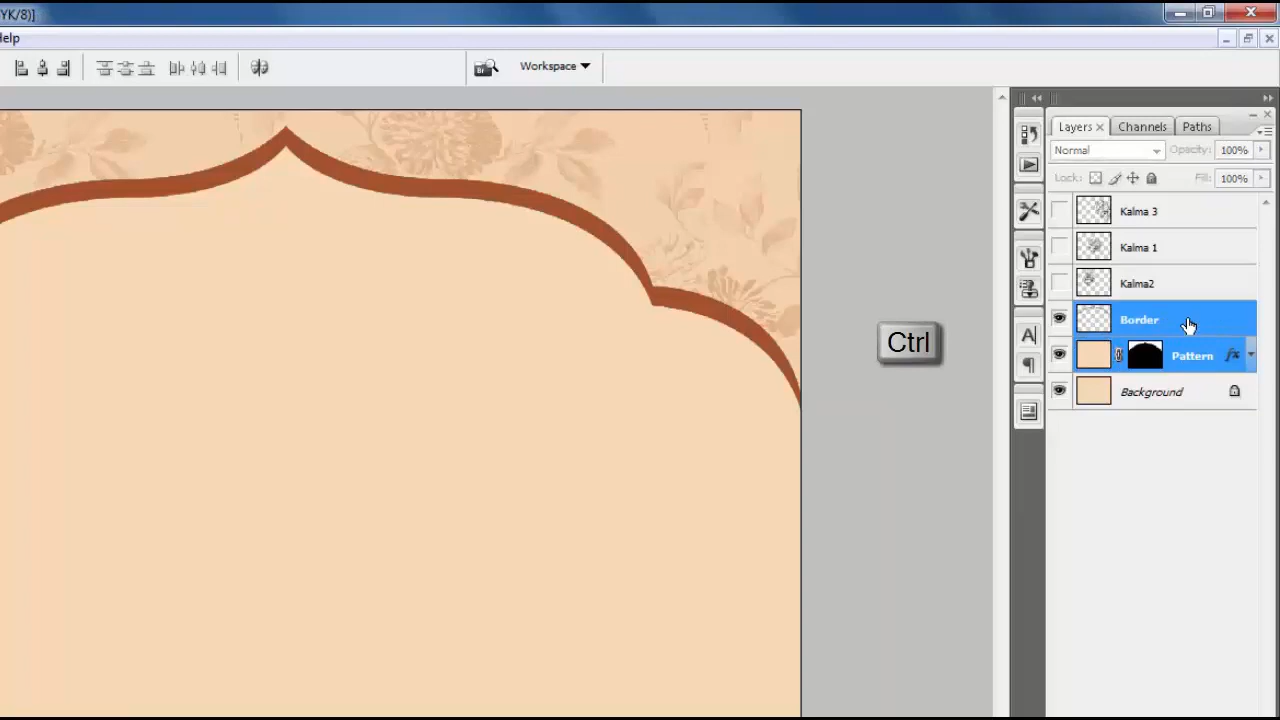 YK/8)]
Help
Workspace
Layers Channels Paths
Normal Opacity: 100%
Lock: Fill: 100%
Kalma 3
Kalma 1
Kalma2
Ctrl
Border
Pattern fx
Background